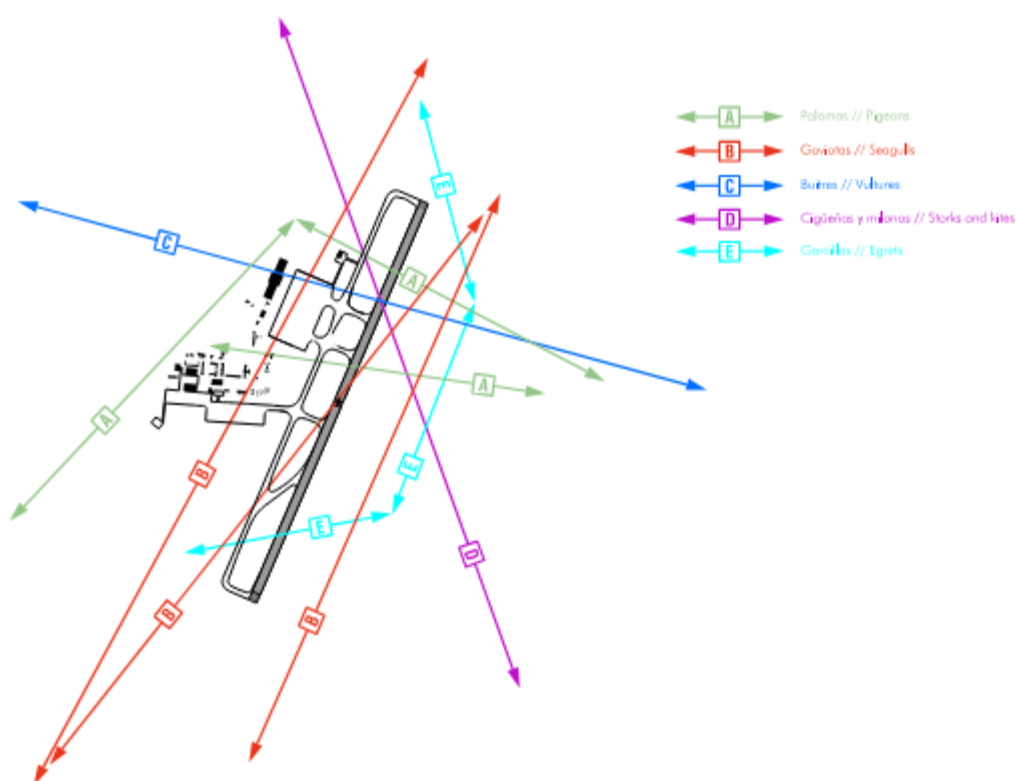 A Palomas // Pigeons
B Gaviotas // Seagulls
C Buitres // Vultures
D Cigüeñas y milanos // Storks and kites
E Garcillas // Egrets
E
C
A
A
A
E
B
E
D
B
B